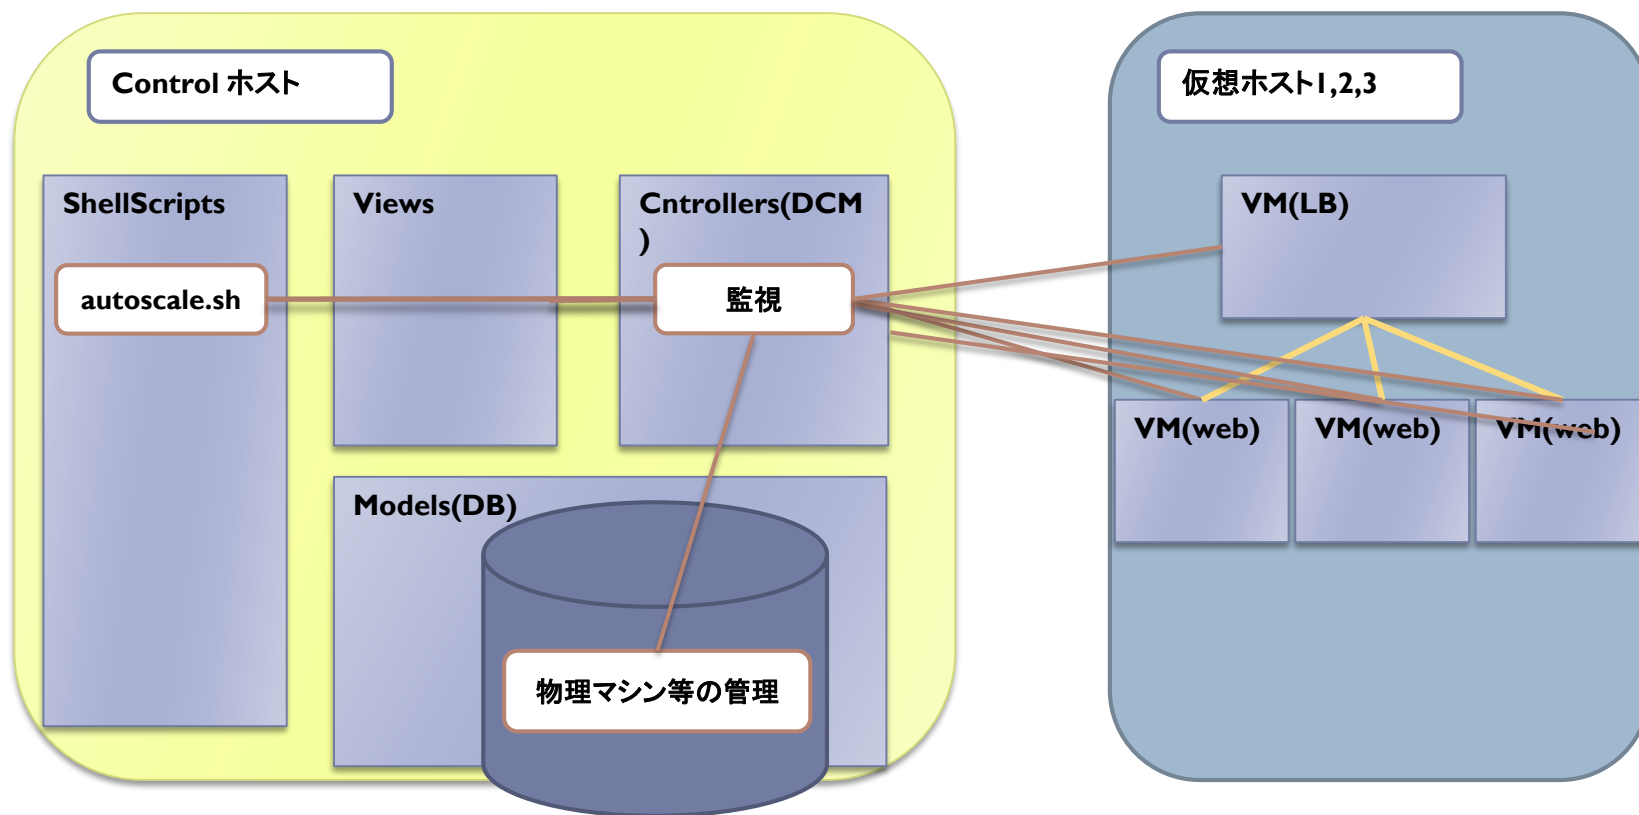 Control ホスト
仮想ホスト1,2,3
ShellScripts
Views
Cntrollers(DCM
)
VM(LB)
autoscale.sh
監視
VM(web)
VM(web)
VM(web)
Models(DB)
物理マシン等の管理